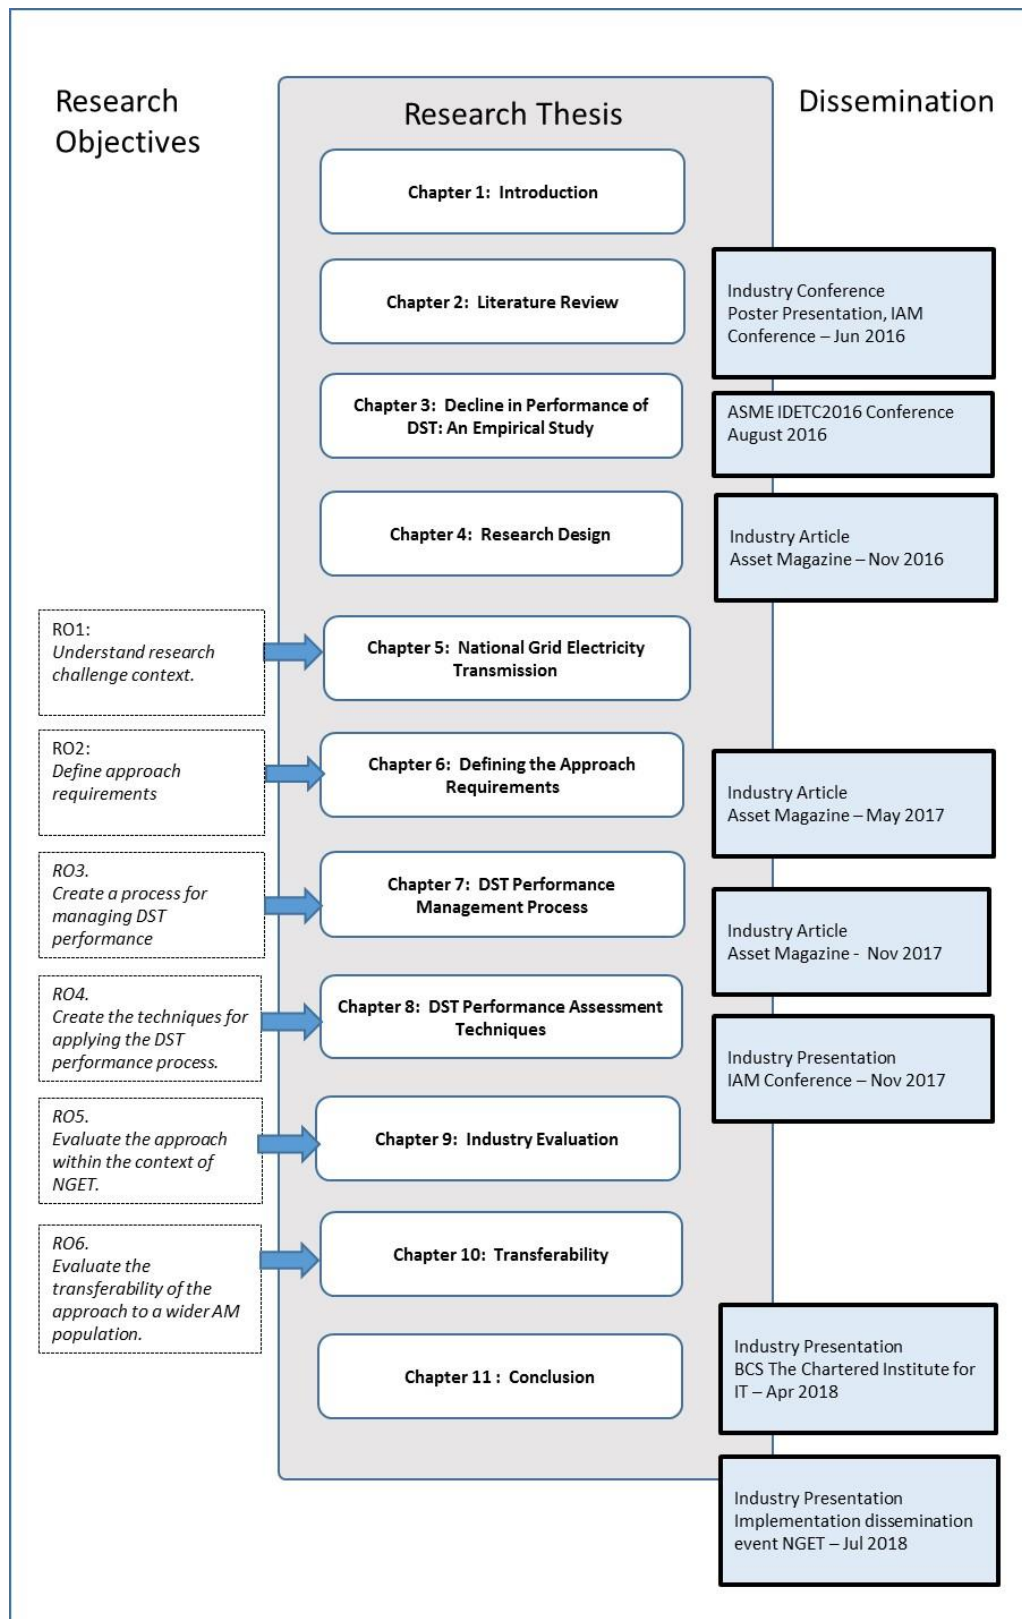 Research
Objectives
Research Thesis
Dissemination
Chapter 1:  Introduction
Chapter 2:  Literature Review
Industry Conference
Poster Presentation, IAM
Conference – Jun 2016
Chapter 3:  Decline in Performance of
DST: An Empirical Study
ASME IDETC2016 Conference
August 2016
Chapter 4:  Research Design
Industry Article
Asset Magazine – Nov 2016
RO1:
Understand research
challenge context.
Chapter 5:  National Grid Electricity
Transmission
RO2:
Define approach
requirements
Chapter 6:  Defining the Approach
Requirements
Industry Article
Asset Magazine – May 2017
RO3.
Create a process for
managing DST
performance
Chapter 7:  DST Performance
Management Process
Industry Article
Asset Magazine -  Nov 2017
RO4.
Create the techniques for
applying the DST
performance process.
Chapter 8:  DST Performance Assessment
Techniques
Industry Presentation
IAM Conference – Nov 2017
RO5.
Evaluate the approach
within the context of
NGET.
Chapter 9:  Industry Evaluation
RO6.
Evaluate the
transferability of the
approach to a wider AM
population.
Chapter 10:  Transferability
Industry Presentation
BCS The Chartered Institute for
IT – Apr 2018
Chapter 11 :  Conclusion
Industry Presentation
Implementation dissemination
event NGET – Jul 2018